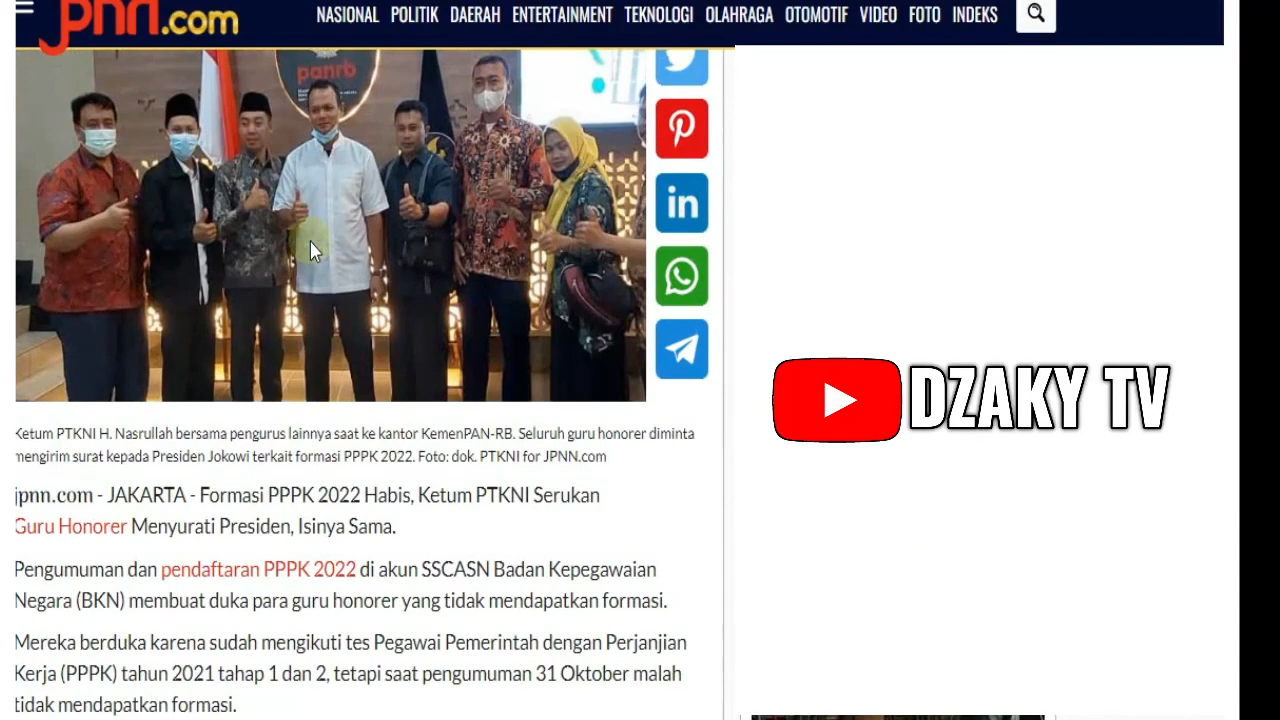 jpnn.com
NASIONAL POLITIK DAERAH ENTERTAINMENT TEKNOLOGI OLAHRAGA OTOMOTIF VIDEO FOTO INDEKS
panrb
in
DZAKY TV
Ketum PTKNI H. Nasrullah bersama pengurus lainnya saat ke kantor KemenPAN-RB. Seluruh guru honorer diminta
mengirim surat kepada Presiden Jokowi terkait formasi PPPK 2022. Foto: dok. PTKNI for JPNN.com
jpnn.com - JAKARTA - Formasi PPPK 2022 Habis, Ketum PTKNI Serukan
Guru Honorer Menyurati Presiden, Isinya Sama.
Pengumuman dan pendaftaran PPPK 2022 di akun SSCASN Badan Kepegawaian
Negara (BKN) membuat duka para guru honorer yang tidak mendapatkan formasi.
Mereka berduka karena sudah mengikuti tes Pegawai Pemerintah dengan Perjanjian
Kerja (PPPK) tahun 2021 tahap 1 dan 2, tetapi saat pengumuman 31 Oktober malah
tidak mendapatkan formasi.